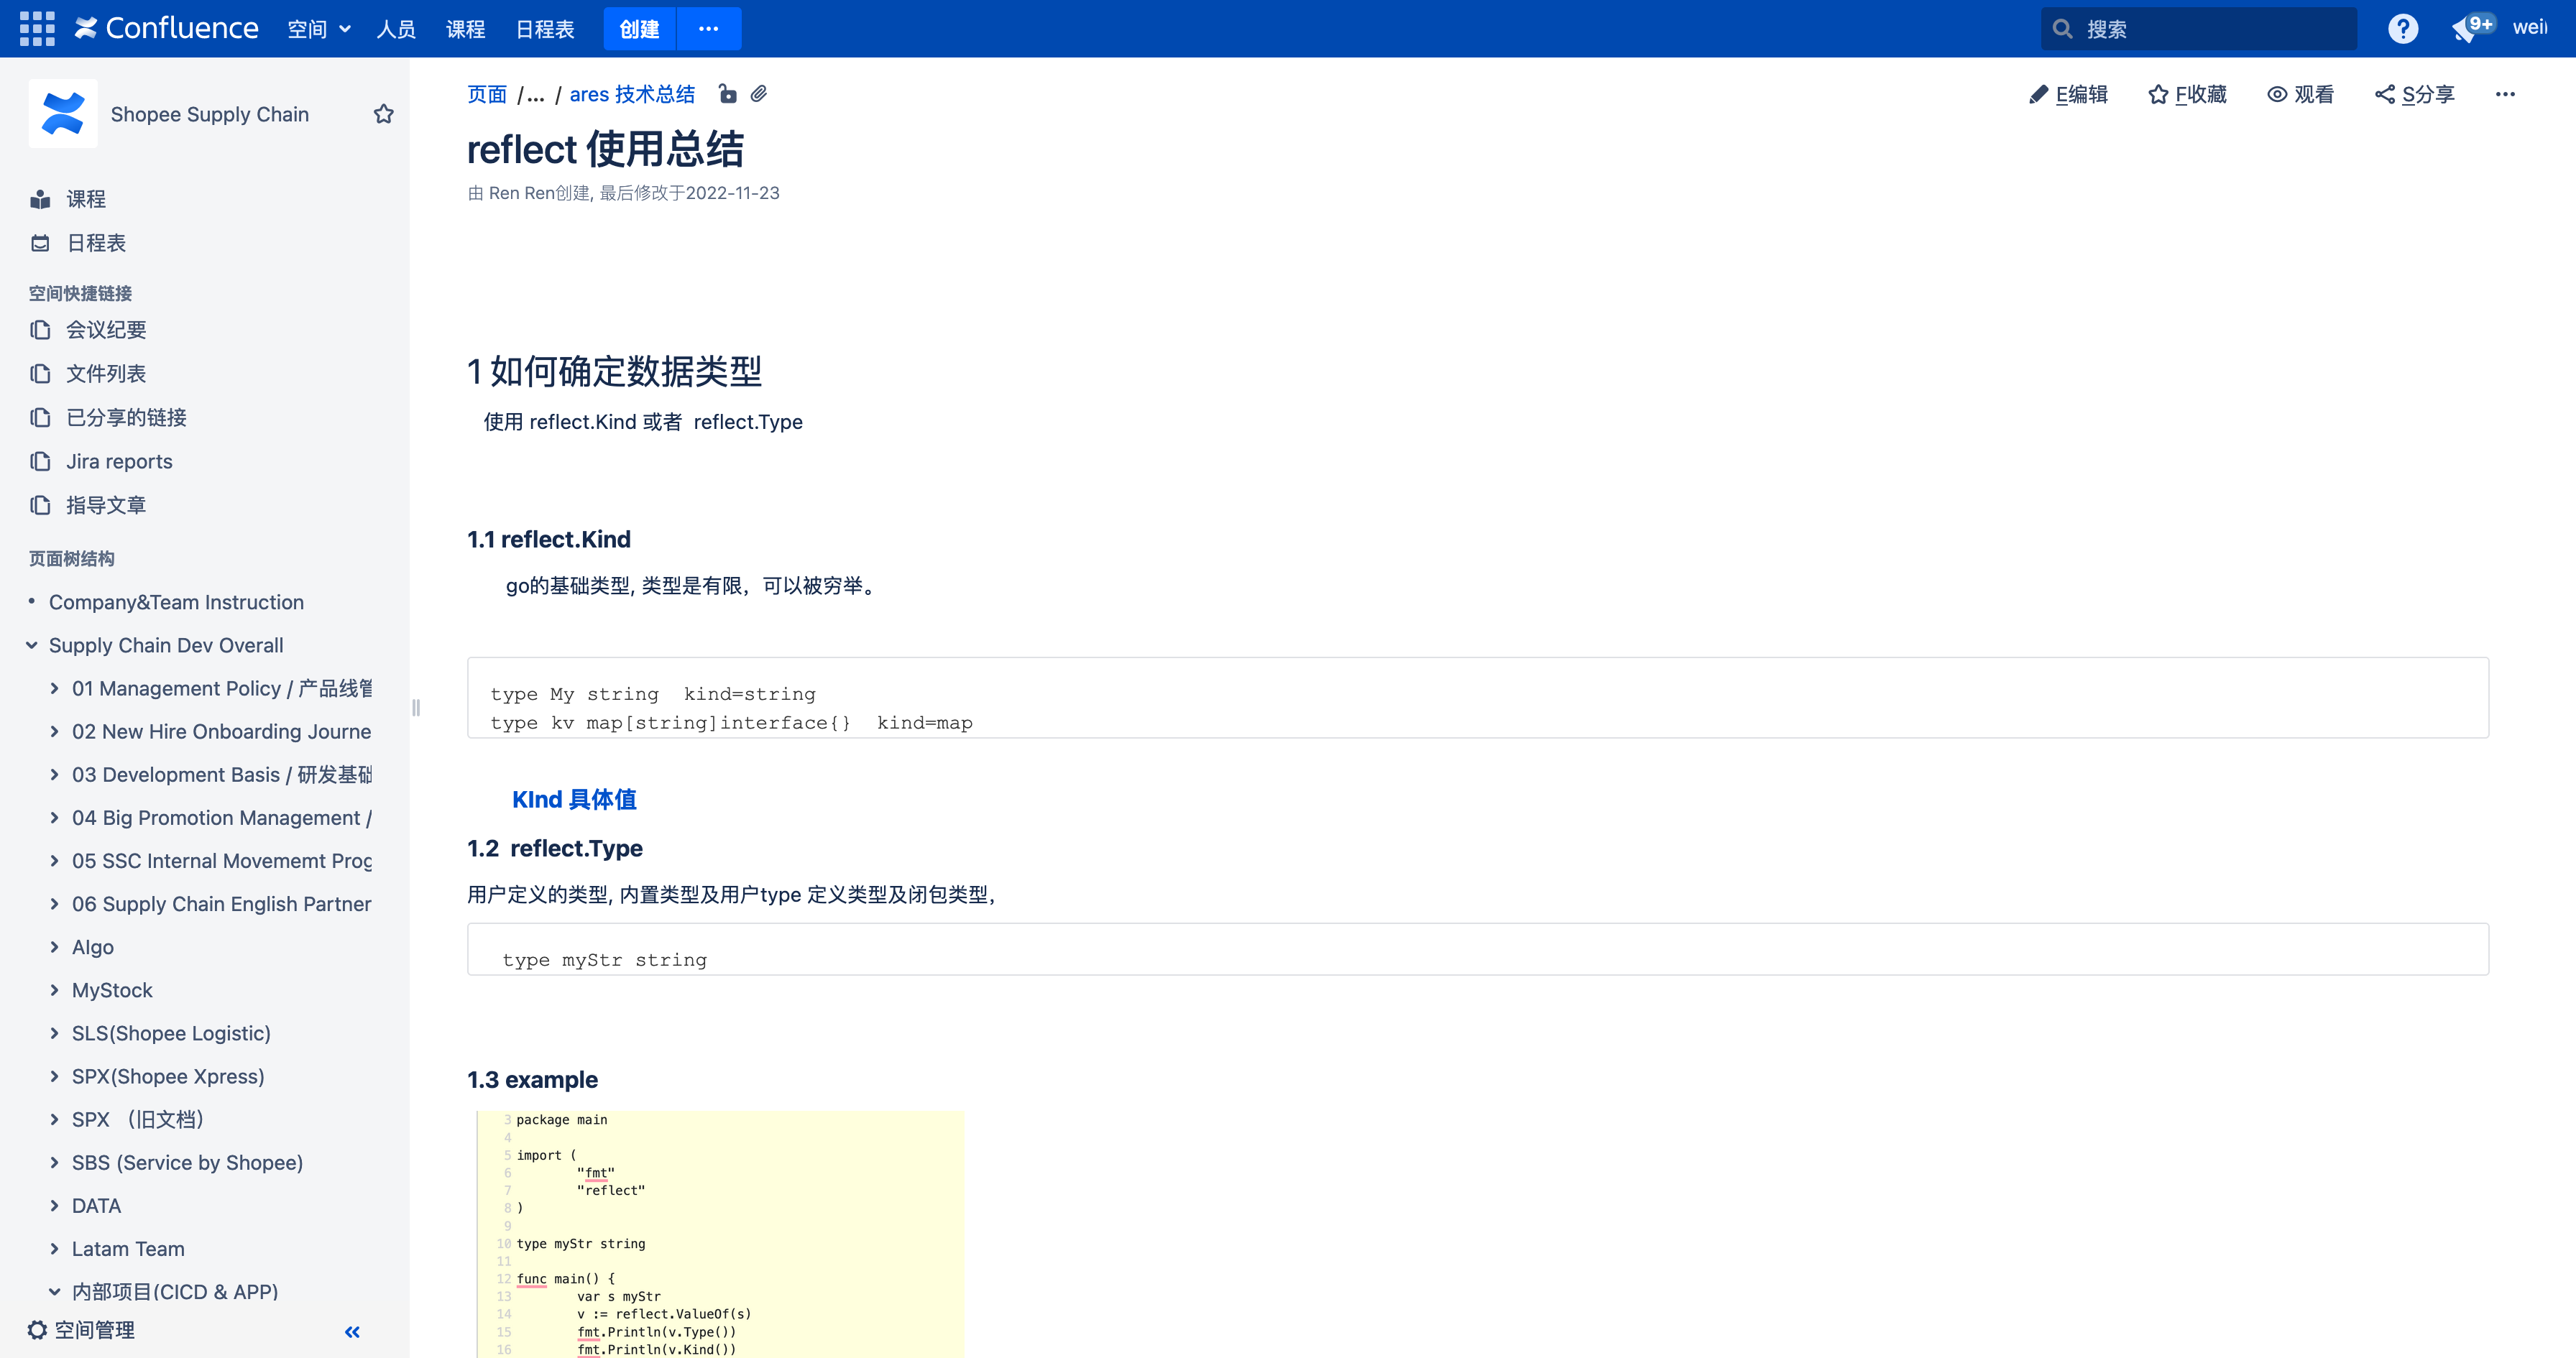 Confluence 空间 人员 课程 日程表 创建 ··· 搜索 ? 9+
Shopee Supply Chain
课程
日程表
空间快捷链接
会议纪要
文件列表
已分享的链接
Jira reports
指导文章
页面树结构
Company&Team Instruction
Supply Chain Dev Overall
01 Management Policy / 产品线管
02 New Hire Onboarding Journe
03 Development Basis / 研发基础
04 Big Promotion Management /
05 SSC Internal Movememt Prog
06 Supply Chain English Partner
Algo
MyStock
SLS(Shopee Logistic)
SPX(Shopee Xpress)
SPX （旧文档）
SBS (Service by Shopee)
DATA
Latam Team
内部项目(CICD & APP)
空间管理
页面 /... / ares 技术总结
E编辑 F收藏 观看 S分享 ···
reflect 使用总结
由 Ren Ren创建, 最后修改于2022-11-23
1 如何确定数据类型
使用 reflect.Kind 或者 reflect.Type
1.1 reflect.Kind
go的基础类型, 类型是有限，可以被穷举。
type My string kind=string
type kv map[string]interface{} kind=map
KInd 具体值
1.2 reflect.Type
用户定义的类型, 内置类型及用户type 定义类型及闭包类型,
type myStr string
1.3 example
3 package main
4
5 import (
6 "fmt"
7 "reflect"
8 )
9
10 type myStr string
11
12 func main() {
13 var s myStr
14 v := reflect.ValueOf(s)
15 fmt.Println(v.Type())
16 fmt.Println(v.Kind())